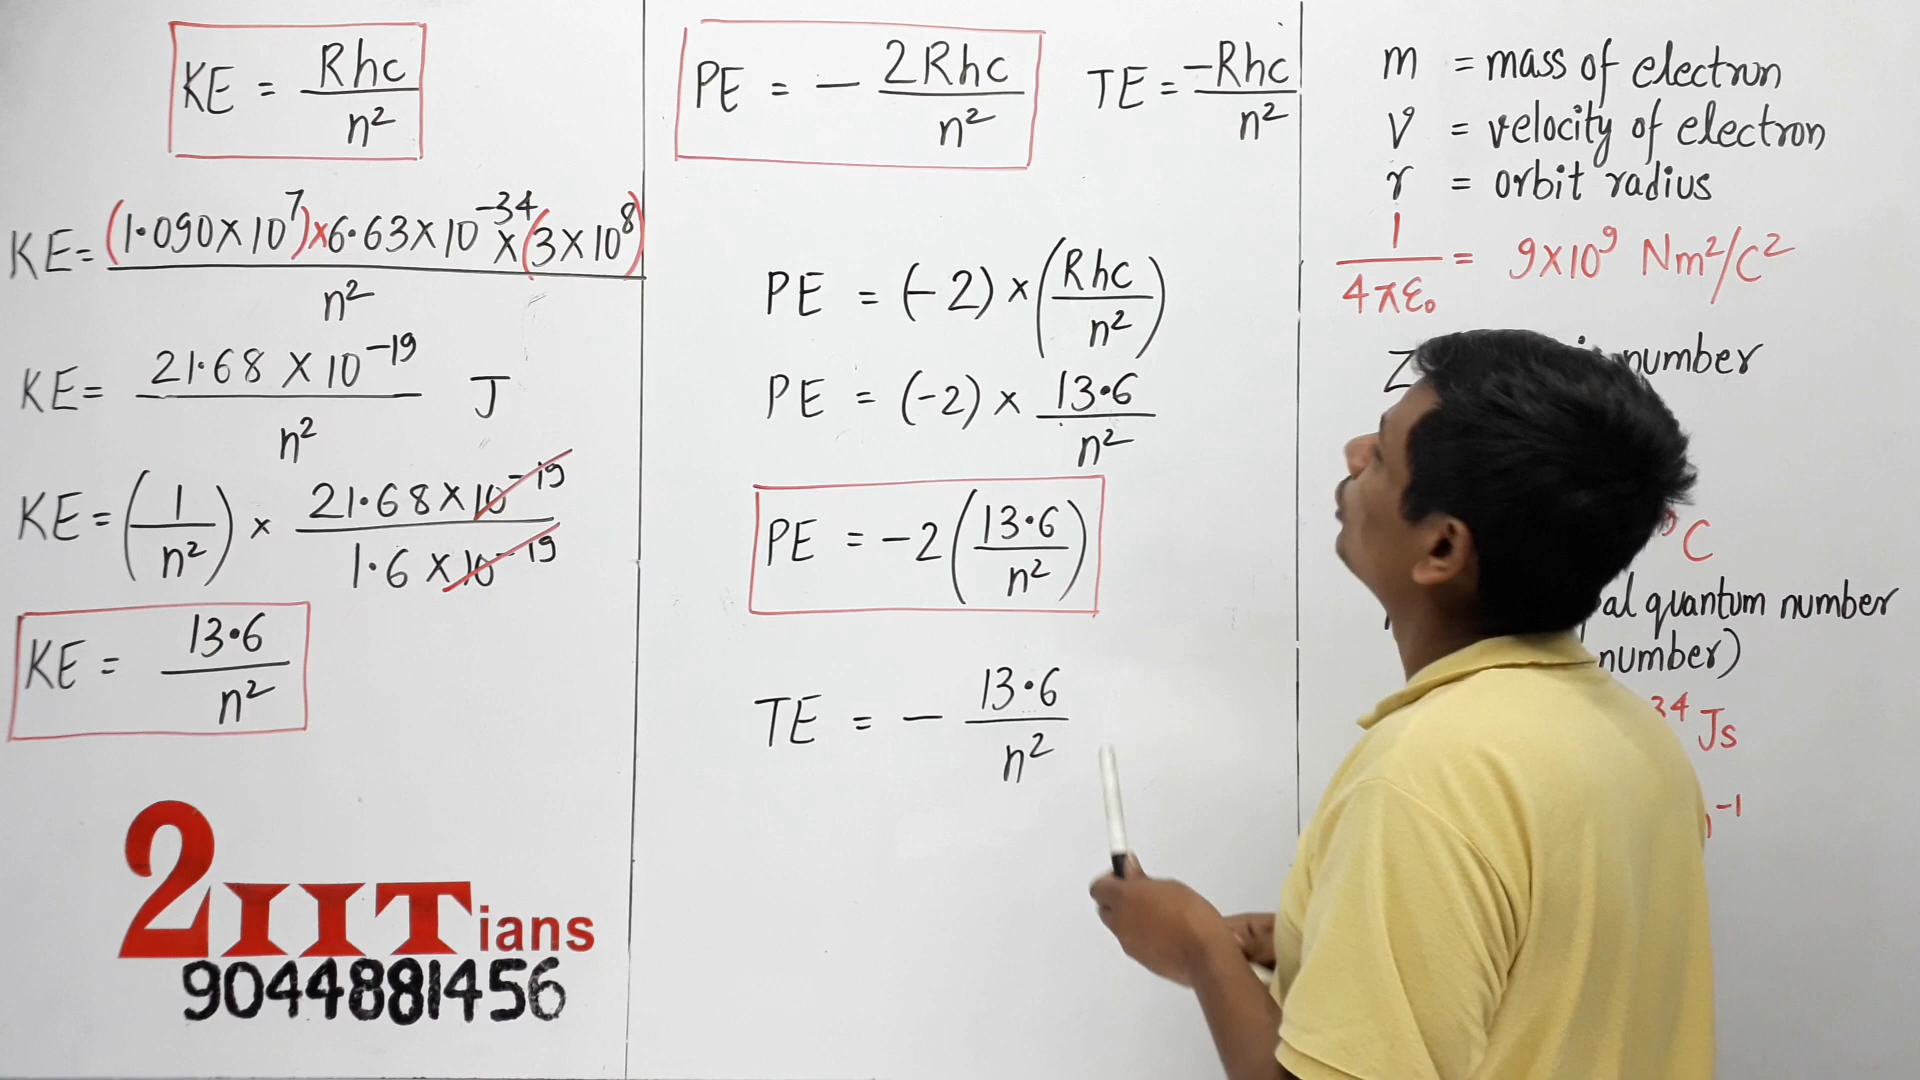 KE = Rhc / n²
KE = (1.090×10⁷)×6.63×10⁻³⁴×(3×10⁸) / n²
KE = 21.68 × 10⁻¹⁹ / n² J
KE = (1/n²) × 21.68×10⁻¹⁹ / 1.6×10⁻¹⁹
KE = 13.6 / n²
2IITians
9044881456
PE = − 2Rhc / n²
TE = −Rhc / n²
PE = (−2) × (Rhc / n²)
PE = (−2) × 13.6 / n²
PE = −2 (13.6 / n²)
TE = − 13.6 / n²
m = mass of electron
v = velocity of electron
r = orbit radius
1 / 4πε₀ = 9×10⁹ Nm²/C²
Z number
C
al quantum number
number)
34 Js
−1